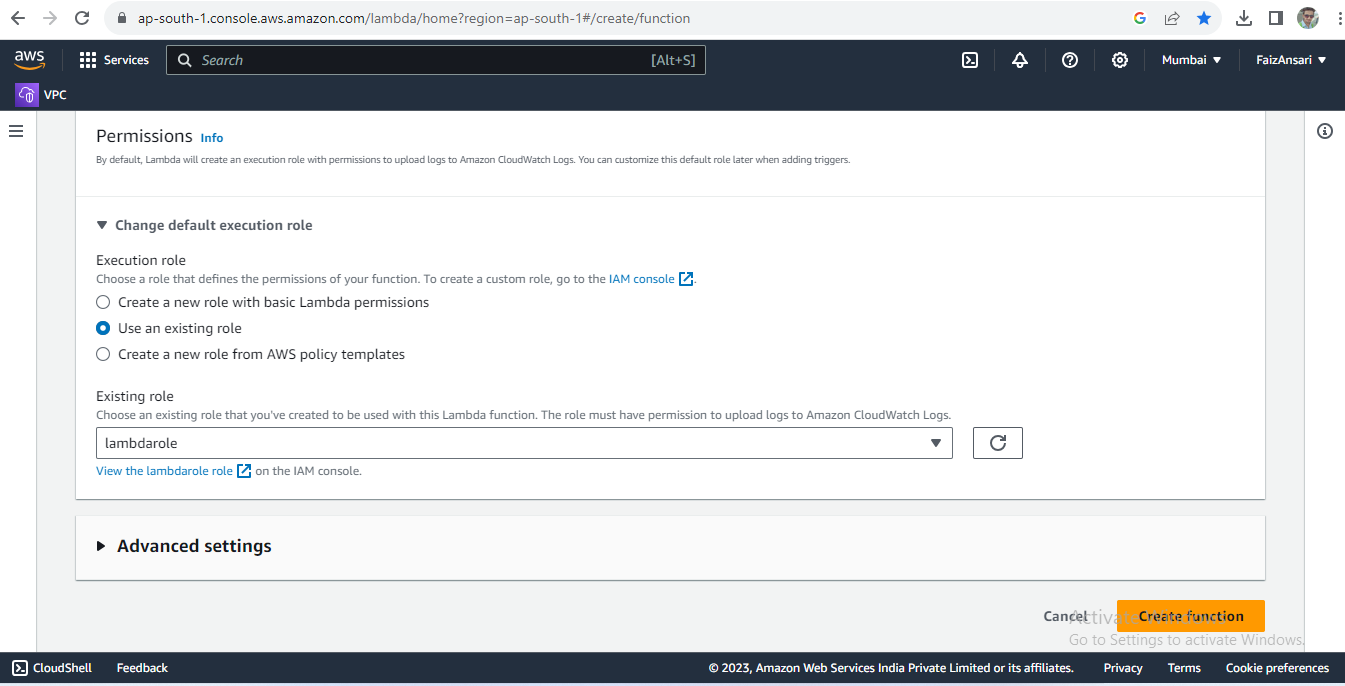 ap-south-1.console.aws.amazon.com/lambda/home?region=ap-south-1#/create/function
aws Services Search [Alt+S] Mumbai ▼ FaizAnsari ▼
VPC
Permissions Info
By default, Lambda will create an execution role with permissions to upload logs to Amazon CloudWatch Logs. You can customize this default role later when adding triggers.
▼ Change default execution role
Execution role
Choose a role that defines the permissions of your function. To create a custom role, go to the IAM console.
Create a new role with basic Lambda permissions
Use an existing role
Create a new role from AWS policy templates
Existing role
Choose an existing role that you've created to be used with this Lambda function. The role must have permission to upload logs to Amazon CloudWatch Logs.
lambdarole
View the lambdarole role on the IAM console.
Advanced settings
Cancel Create function
Activate Windows
Go to Settings to activate Windows.
CloudShell Feedback © 2023, Amazon Web Services India Private Limited or its affiliates. Privacy Terms Cookie preferences